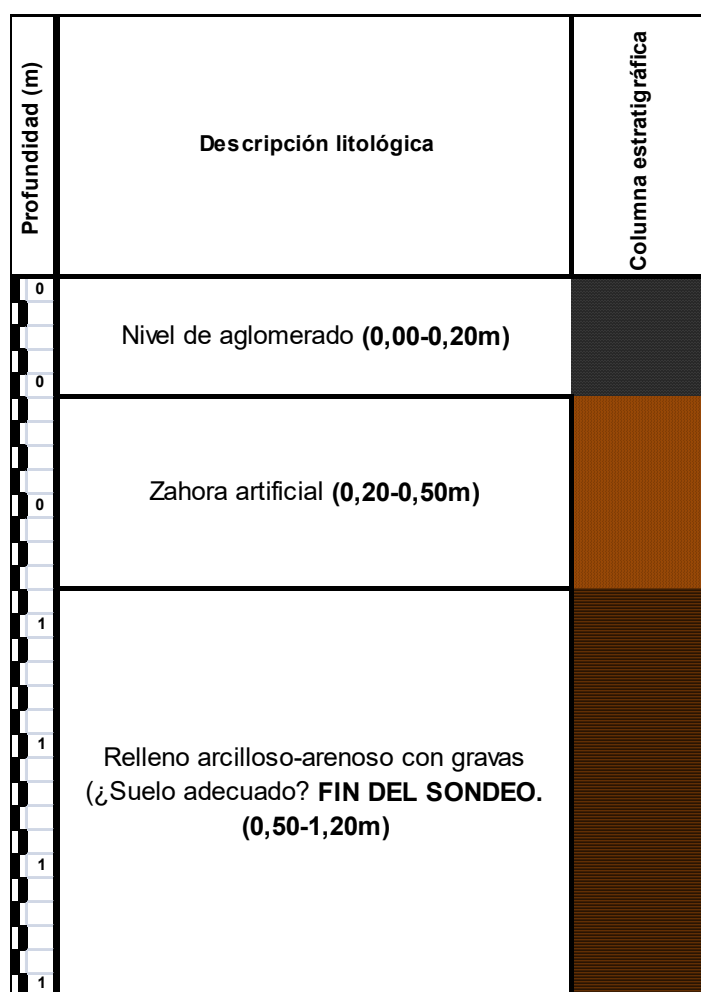 Profundidad (m)
Descripción litológica
Columna estratigráfica
0
Nivel de aglomerado (0,00-0,20m)
0
Zahora artificial (0,20-0,50m)
0
1
1
Relleno arcilloso-arenoso con gravas
(¿Suelo adecuado? FIN DEL SONDEO.
(0,50-1,20m)
1
1